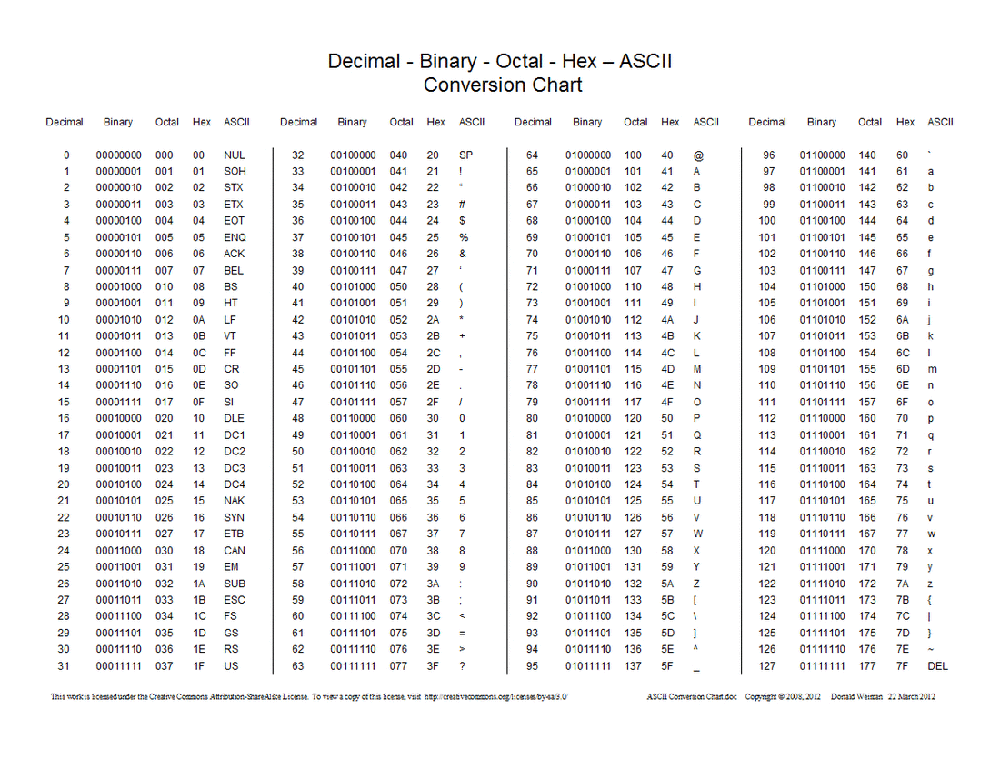 Decimal - Binary - Octal - Hex – ASCII
Conversion Chart
Decimal Binary Octal Hex ASCII Decimal Binary Octal Hex ASCII Decimal Binary Octal Hex ASCII Decimal Binary Octal Hex ASCII
0 00000000 000 00 NUL 32 00100000 040 20 SP 64 01000000 100 40 @ 96 01100000 140 60 `
1 00000001 001 01 SOH 33 00100001 041 21 ! 65 01000001 101 41 A 97 01100001 141 61 a
2 00000010 002 02 STX 34 00100010 042 22 “ 66 01000010 102 42 B 98 01100010 142 62 b
3 00000011 003 03 ETX 35 00100011 043 23 # 67 01000011 103 43 C 99 01100011 143 63 c
4 00000100 004 04 EOT 36 00100100 044 24 $ 68 01000100 104 44 D 100 01100100 144 64 d
5 00000101 005 05 ENQ 37 00100101 045 25 % 69 01000101 105 45 E 101 01100101 145 65 e
6 00000110 006 06 ACK 38 00100110 046 26 & 70 01000110 106 46 F 102 01100110 146 66 f
7 00000111 007 07 BEL 39 00100111 047 27 ‘ 71 01000111 107 47 G 103 01100111 147 67 g
8 00001000 010 08 BS 40 00101000 050 28 ( 72 01001000 110 48 H 104 01101000 150 68 h
9 00001001 011 09 HT 41 00101001 051 29 ) 73 01001001 111 49 I 105 01101001 151 69 i
10 00001010 012 0A LF 42 00101010 052 2A * 74 01001010 112 4A J 106 01101010 152 6A j
11 00001011 013 0B VT 43 00101011 053 2B + 75 01001011 113 4B K 107 01101011 153 6B k
12 00001100 014 0C FF 44 00101100 054 2C , 76 01001100 114 4C L 108 01101100 154 6C l
13 00001101 015 0D CR 45 00101101 055 2D - 77 01001101 115 4D M 109 01101101 155 6D m
14 00001110 016 0E SO 46 00101110 056 2E . 78 01001110 116 4E N 110 01101110 156 6E n
15 00001111 017 0F SI 47 00101111 057 2F / 79 01001111 117 4F O 111 01101111 157 6F o
16 00010000 020 10 DLE 48 00110000 060 30 0 80 01010000 120 50 P 112 01110000 160 70 p
17 00010001 021 11 DC1 49 00110001 061 31 1 81 01010001 121 51 Q 113 01110001 161 71 q
18 00010010 022 12 DC2 50 00110010 062 32 2 82 01010010 122 52 R 114 01110010 162 72 r
19 00010011 023 13 DC3 51 00110011 063 33 3 83 01010011 123 53 S 115 01110011 163 73 s
20 00010100 024 14 DC4 52 00110100 064 34 4 84 01010100 124 54 T 116 01110100 164 74 t
21 00010101 025 15 NAK 53 00110101 065 35 5 85 01010101 125 55 U 117 01110101 165 75 u
22 00010110 026 16 SYN 54 00110110 066 36 6 86 01010110 126 56 V 118 01110110 166 76 v
23 00010111 027 17 ETB 55 00110111 067 37 7 87 01010111 127 57 W 119 01110111 167 77 w
24 00011000 030 18 CAN 56 00111000 070 38 8 88 01011000 130 58 X 120 01111000 170 78 x
25 00011001 031 19 EM 57 00111001 071 39 9 89 01011001 131 59 Y 121 01111001 171 79 y
26 00011010 032 1A SUB 58 00111010 072 3A : 90 01011010 132 5A Z 122 01111010 172 7A z
27 00011011 033 1B ESC 59 00111011 073 3B ; 91 01011011 133 5B [ 123 01111011 173 7B {
28 00011100 034 1C FS 60 00111100 074 3C < 92 01011100 134 5C \ 124 01111100 174 7C |
29 00011101 035 1D GS 61 00111101 075 3D = 93 01011101 135 5D ] 125 01111101 175 7D }
30 00011110 036 1E RS 62 00111110 076 3E > 94 01011110 136 5E ^ 126 01111110 176 7E ~
31 00011111 037 1F US 63 00111111 077 3F ? 95 01011111 137 5F _ 127 01111111 177 7F DEL
This work is licensed under the Creative Commons Attribution-ShareAlike License. To view a copy of this license, visit http://creativecommons.org/licenses/by-sa/3.0/ ASCII Conversion Chart.doc Copyright © 2008, 2012 Donald Weiman 22 March 2012